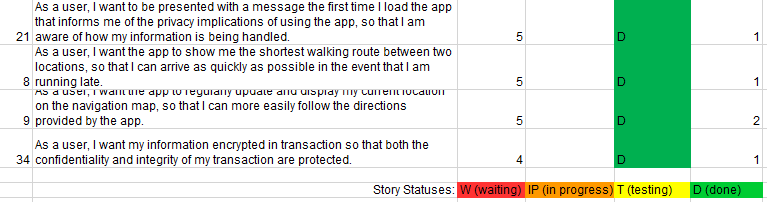 As a user, I want to be presented with a message the first time I load the app
that informs me of the privacy implications of using the app, so that I am
21 aware of how my information is being handled. 5 D 1
As a user, I want the app to show me the shortest walking route between two
locations, so that I can arrive as quickly as possible in the event that I am
8 running late. 5 D 1
As a user, I want the app to regularly update and display my current location
on the navigation map, so that I can more easily follow the directions
9 provided by the app. 5 D 2
As a user, I want my information encrypted in transaction so that both the
34 confidentiality and integrity of my transaction are protected. 4 D 1
Story Statuses: W (waiting) IP (in progress) T (testing) D (done)